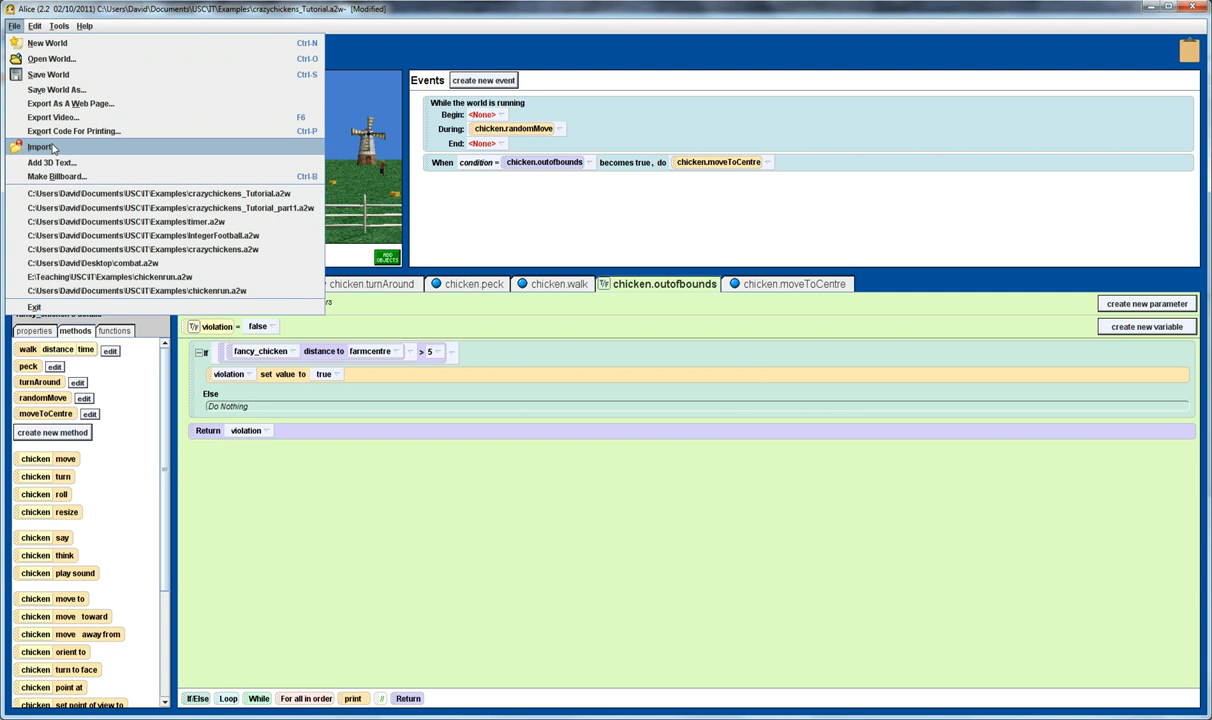 Alice (2.2 02/10/2011) C:\Users\David\Documents\USC\IT\Examples\crazychickens_Tutorial.a2w- [Modified]
File Edit Tools Help
New World Ctrl-N
Open World...
Save World Ctrl-S
Save World As...
Export As A Web Page...
Export Video... F6
Export Code For Printing... Ctrl-P
Import
Add 3D Text...
Make Billboard... Ctrl-B
C:\Users\David\Documents\USC\IT\Examples\crazychickens_Tutorial.a2w
C:\Users\David\Documents\USC\IT\Examples\crazychickens_Tutorial_part1.a2w
C:\Users\David\Documents\USC\IT\Examples\timer.a2w
C:\Users\David\Documents\USC\IT\Examples\IntegerFootball.a2w
C:\Users\David\Documents\USC\IT\Examples\crazychickens.a2w
C:\Users\David\Desktop\combat.a2w
E:\Teaching\USC\IT\Examples\chickenrun.a2w
C:\Users\David\Documents\USC\IT\Examples\chickenrun.a2w
Exit
ADD OBJECTS
Events create new event
While the world is running
Begin: <None>
During: chicken.randomMove
End: <None>
When condition = chicken.outofbounds becomes true, do chicken.moveToCentre
chicken.turnAround chicken.peck chicken.walk chicken.outofbounds chicken.moveToCentre
create new parameter
violation = false create new variable
If fancy_chicken distance to farmcentre > 5
violation set value to true
Else
Do Nothing
Return violation
properties methods functions
walk distance time edit
peck edit
turnAround edit
randomMove edit
moveToCentre edit
create new method
chicken move
chicken turn
chicken roll
chicken resize
chicken say
chicken think
chicken play sound
chicken move to
chicken move toward
chicken move away from
chicken orient to
chicken turn to face
chicken point at
chicken set point of view to
If/Else Loop While For all in order print // Return